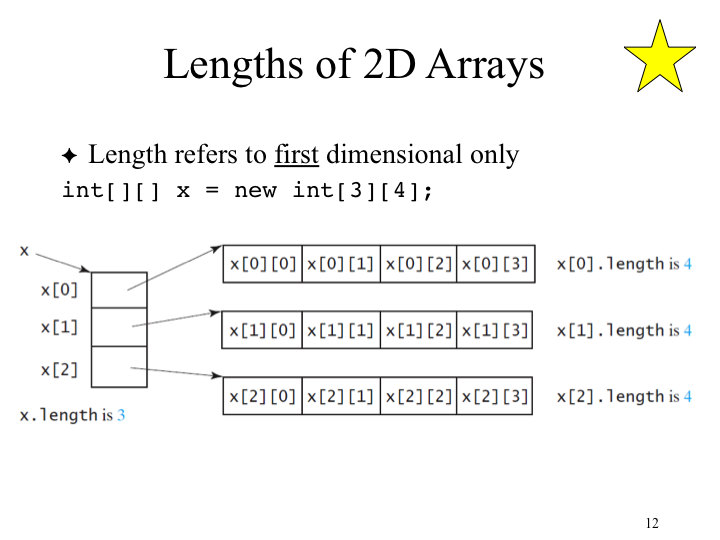 Lengths of 2D Arrays
✦ Length refers to first dimensional only
int[][] x = new int[3][4];
x
x[0]
x[1]
x[2]
x.length is 3
x[0][0] x[0][1] x[0][2] x[0][3] x[0].length is 4
x[1][0] x[1][1] x[1][2] x[1][3] x[1].length is 4
x[2][0] x[2][1] x[2][2] x[2][3] x[2].length is 4
12